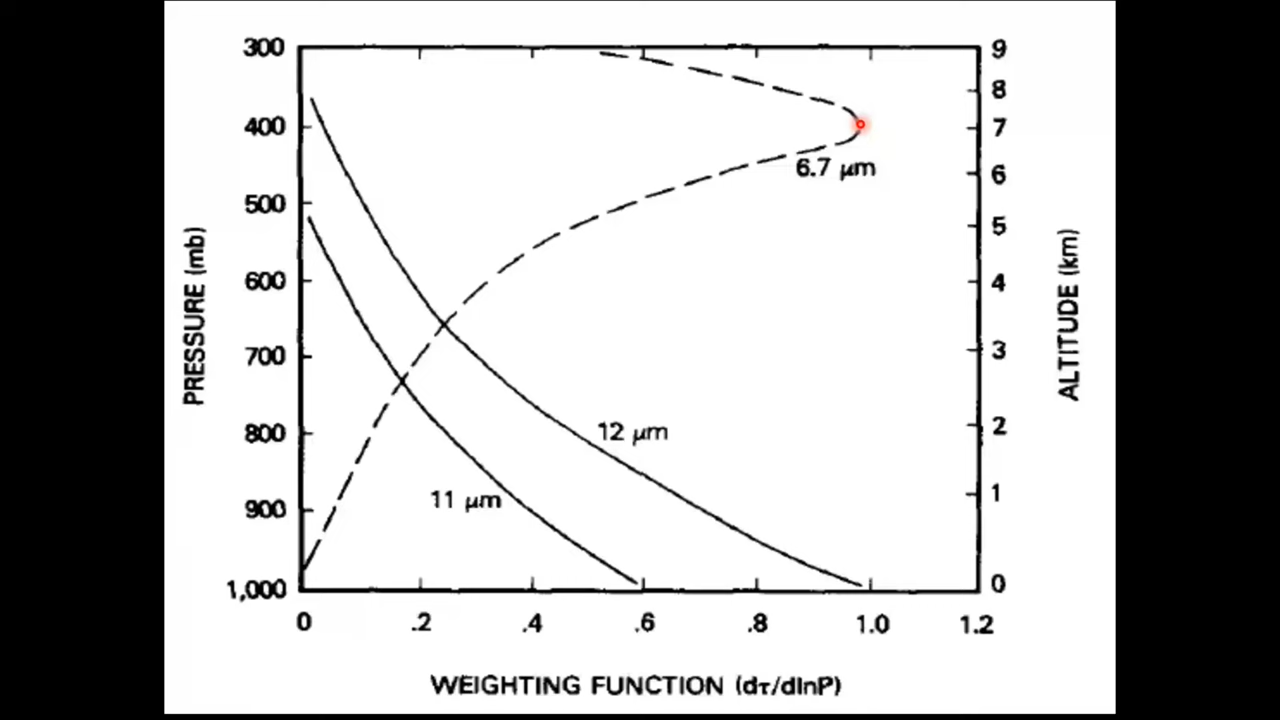 300
400
500
600
700
800
900
1,000
PRESSURE (mb)
9
8
7
6
5
4
3
2
1
0
ALTITUDE (km)
6.7 μm
12 μm
11 μm
0 .2 .4 .6 .8 1.0 1.2
WEIGHTING FUNCTION (dτ/dlnP)